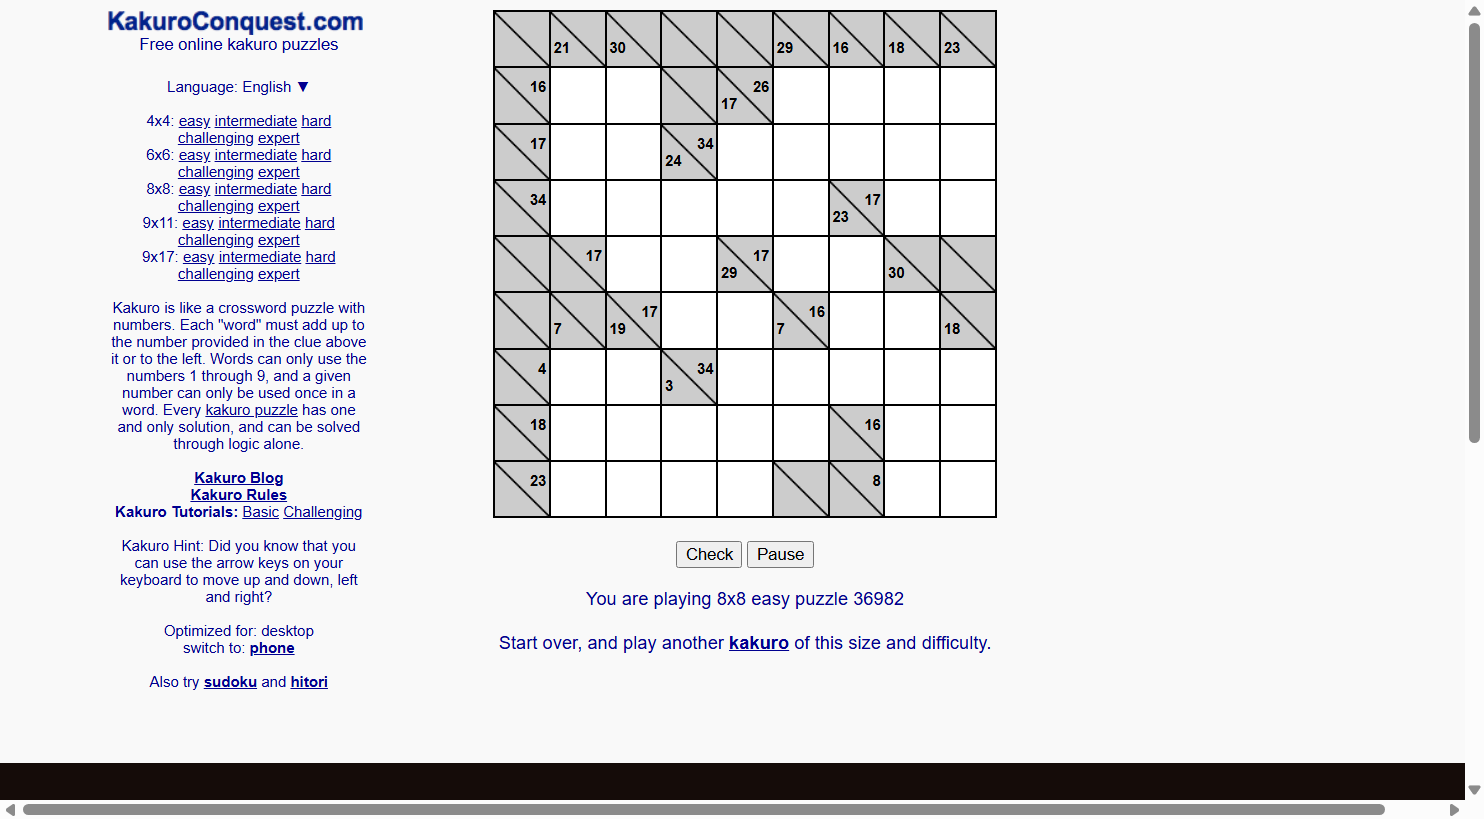 KakuroConquest.com
Free online kakuro puzzles
Language: English ▼
4x4: easy intermediate hard
challenging expert
6x6: easy intermediate hard
challenging expert
8x8: easy intermediate hard
challenging expert
9x11: easy intermediate hard
challenging expert
9x17: easy intermediate hard
challenging expert
Kakuro is like a crossword puzzle with
numbers. Each "word" must add up to
the number provided in the clue above
it or to the left. Words can only use the
numbers 1 through 9, and a given
number can only be used once in a
word. Every kakuro puzzle has one
and only solution, and can be solved
through logic alone.
Kakuro Blog
Kakuro Rules
Kakuro Tutorials: Basic Challenging
Kakuro Hint: Did you know that you
can use the arrow keys on your
keyboard to move up and down, left
and right?
Optimized for: desktop
switch to: phone
Also try sudoku and hitori
21 30 29 16 18 23
16 26
17
17 34
24
34 17
23
17 17
29 30
17 16
7 19 7 18
4 34
3
18 16
23 8
Check Pause
You are playing 8x8 easy puzzle 36982
Start over, and play another kakuro of this size and difficulty.